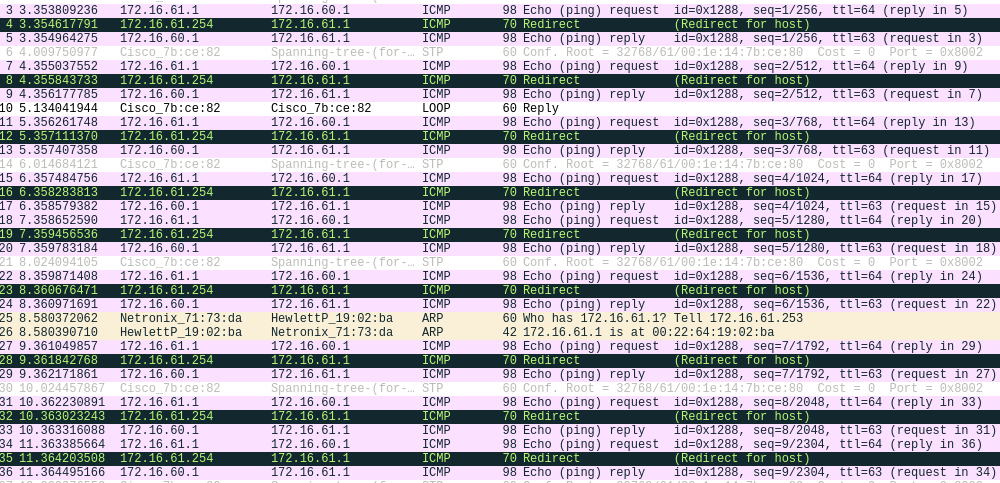 3 3.353809236 172.16.61.1 172.16.60.1 ICMP 98 Echo (ping) request id=0x1288, seq=1/256, ttl=64 (reply in 5)
4 3.354617791 172.16.61.254 172.16.61.1 ICMP 70 Redirect (Redirect for host)
5 3.354964275 172.16.60.1 172.16.61.1 ICMP 98 Echo (ping) reply id=0x1288, seq=1/256, ttl=63 (request in 3)
6 4.009750977 Cisco_7b:ce:82 Spanning-tree-(for-… STP 60 Conf. Root = 32768/61/00:1e:14:7b:ce:80 Cost = 0 Port = 0x8002
7 4.355037552 172.16.61.1 172.16.60.1 ICMP 98 Echo (ping) request id=0x1288, seq=2/512, ttl=64 (reply in 9)
8 4.355843733 172.16.61.254 172.16.61.1 ICMP 70 Redirect (Redirect for host)
9 4.356177785 172.16.60.1 172.16.61.1 ICMP 98 Echo (ping) reply id=0x1288, seq=2/512, ttl=63 (request in 7)
10 5.134041944 Cisco_7b:ce:82 Cisco_7b:ce:82 LOOP 60 Reply
11 5.356261748 172.16.61.1 172.16.60.1 ICMP 98 Echo (ping) request id=0x1288, seq=3/768, ttl=64 (reply in 13)
12 5.357111370 172.16.61.254 172.16.61.1 ICMP 70 Redirect (Redirect for host)
13 5.357407358 172.16.60.1 172.16.61.1 ICMP 98 Echo (ping) reply id=0x1288, seq=3/768, ttl=63 (request in 11)
14 6.014684121 Cisco_7b:ce:82 Spanning-tree-(for-… STP 60 Conf. Root = 32768/61/00:1e:14:7b:ce:80 Cost = 0 Port = 0x8002
15 6.357484756 172.16.61.1 172.16.60.1 ICMP 98 Echo (ping) request id=0x1288, seq=4/1024, ttl=64 (reply in 17)
16 6.358283813 172.16.61.254 172.16.61.1 ICMP 70 Redirect (Redirect for host)
17 6.358579382 172.16.60.1 172.16.61.1 ICMP 98 Echo (ping) reply id=0x1288, seq=4/1024, ttl=63 (request in 15)
18 7.358652590 172.16.61.1 172.16.60.1 ICMP 98 Echo (ping) request id=0x1288, seq=5/1280, ttl=64 (reply in 20)
19 7.359456536 172.16.61.254 172.16.61.1 ICMP 70 Redirect (Redirect for host)
20 7.359783184 172.16.60.1 172.16.61.1 ICMP 98 Echo (ping) reply id=0x1288, seq=5/1280, ttl=63 (request in 18)
21 8.024094105 Cisco_7b:ce:82 Spanning-tree-(for-… STP 60 Conf. Root = 32768/61/00:1e:14:7b:ce:80 Cost = 0 Port = 0x8002
22 8.359871408 172.16.61.1 172.16.60.1 ICMP 98 Echo (ping) request id=0x1288, seq=6/1536, ttl=64 (reply in 24)
23 8.360676471 172.16.61.254 172.16.61.1 ICMP 70 Redirect (Redirect for host)
24 8.360971691 172.16.60.1 172.16.61.1 ICMP 98 Echo (ping) reply id=0x1288, seq=6/1536, ttl=63 (request in 22)
25 8.580372062 Netronix_71:73:da HewlettP_19:02:ba ARP 60 Who has 172.16.61.1? Tell 172.16.61.253
26 8.580390710 HewlettP_19:02:ba Netronix_71:73:da ARP 42 172.16.61.1 is at 00:22:64:19:02:ba
27 9.361049857 172.16.61.1 172.16.60.1 ICMP 98 Echo (ping) request id=0x1288, seq=7/1792, ttl=64 (reply in 29)
28 9.361842768 172.16.61.254 172.16.61.1 ICMP 70 Redirect (Redirect for host)
29 9.362171861 172.16.60.1 172.16.61.1 ICMP 98 Echo (ping) reply id=0x1288, seq=7/1792, ttl=63 (request in 27)
30 10.024457867 Cisco_7b:ce:82 Spanning-tree-(for-… STP 60 Conf. Root = 32768/61/00:1e:14:7b:ce:80 Cost = 0 Port = 0x8002
31 10.362230891 172.16.61.1 172.16.60.1 ICMP 98 Echo (ping) request id=0x1288, seq=8/2048, ttl=64 (reply in 33)
32 10.363023243 172.16.61.254 172.16.61.1 ICMP 70 Redirect (Redirect for host)
33 10.363316088 172.16.60.1 172.16.61.1 ICMP 98 Echo (ping) reply id=0x1288, seq=8/2048, ttl=63 (request in 31)
34 11.363385664 172.16.61.1 172.16.60.1 ICMP 98 Echo (ping) request id=0x1288, seq=9/2304, ttl=64 (reply in 36)
35 11.364203508 172.16.61.254 172.16.61.1 ICMP 70 Redirect (Redirect for host)
36 11.364495166 172.16.60.1 172.16.61.1 ICMP 98 Echo (ping) reply id=0x1288, seq=9/2304, ttl=63 (request in 34)